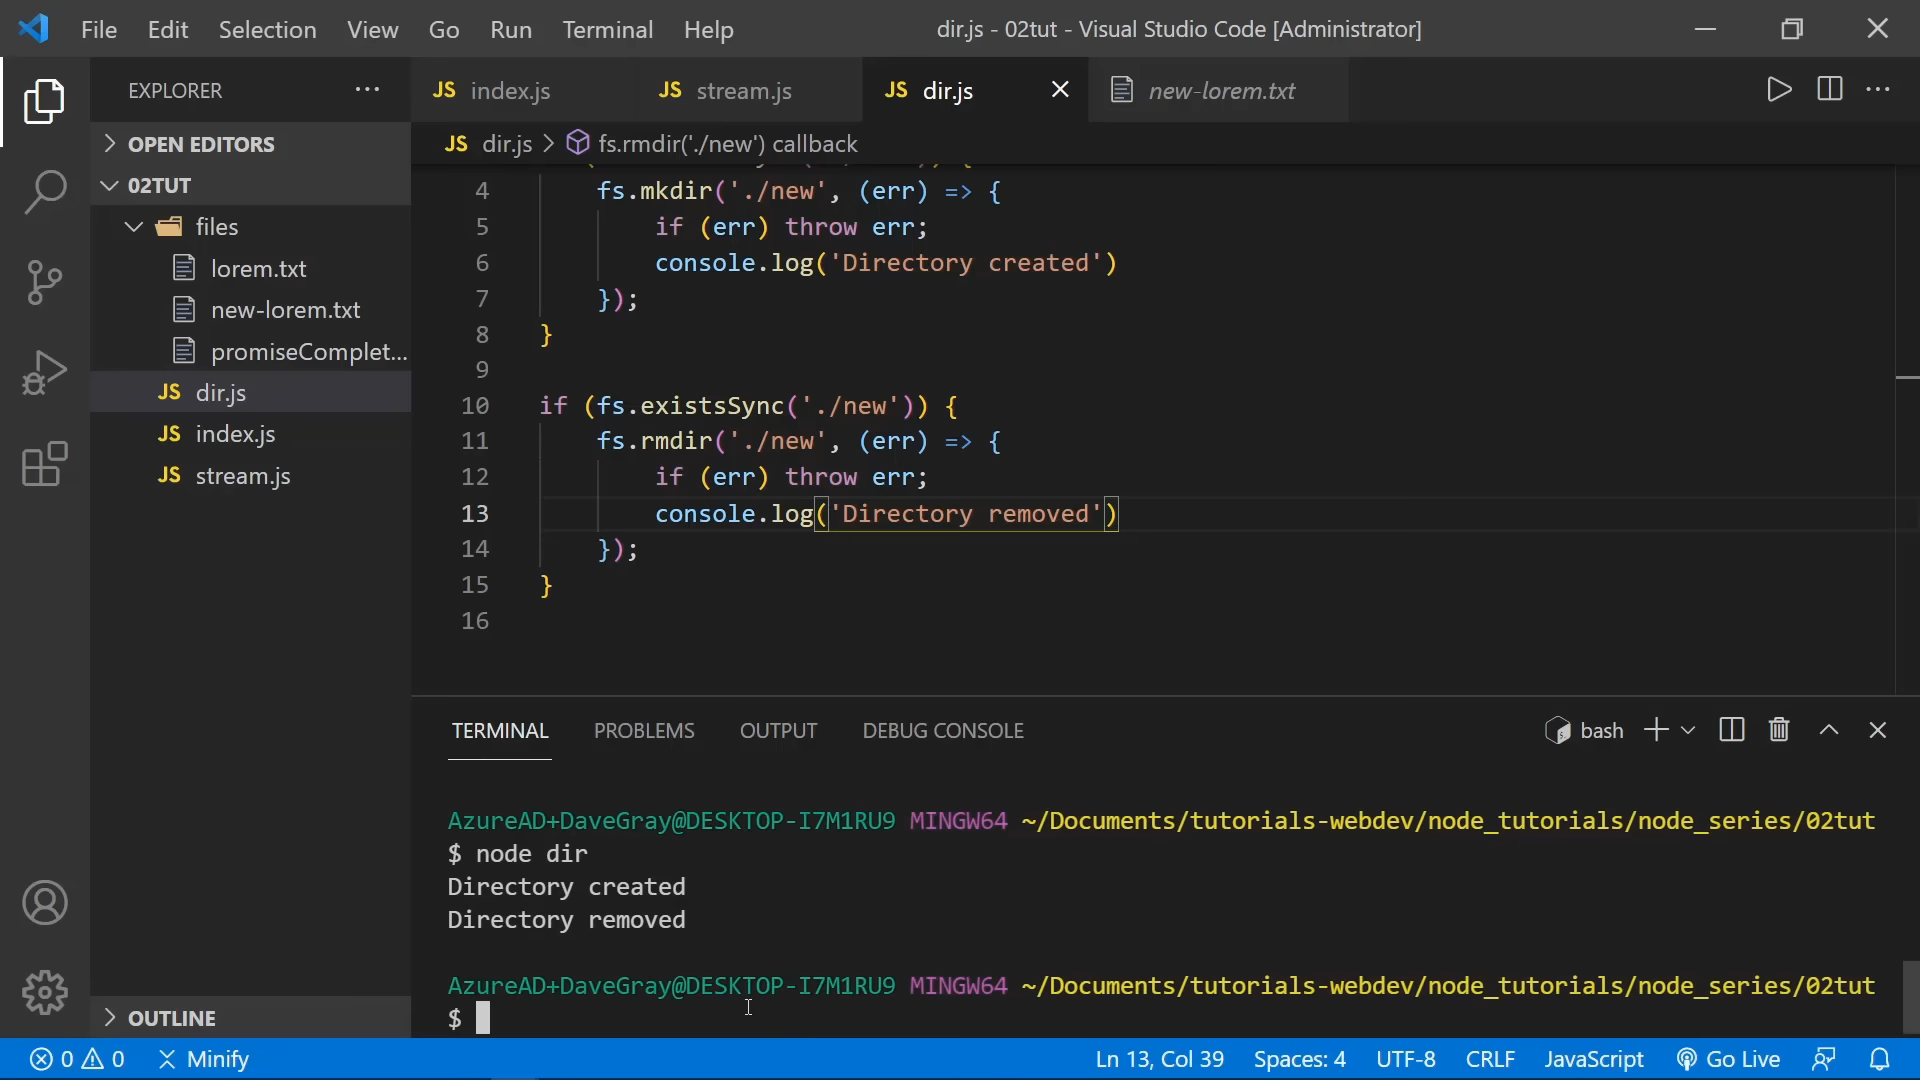 File Edit Selection View Go Run Terminal Help
dir.js - 02tut - Visual Studio Code [Administrator]
EXPLORER
OPEN EDITORS
02TUT
files
lorem.txt
new-lorem.txt
promiseComplet...
JS dir.js
JS index.js
JS stream.js
OUTLINE
JS index.js JS stream.js JS dir.js new-lorem.txt
JS dir.js > fs.rmdir('./new') callback
4 fs.mkdir('./new', (err) => {
5 if (err) throw err;
6 console.log('Directory created')
7 });
8 }
9
10 if (fs.existsSync('./new')) {
11 fs.rmdir('./new', (err) => {
12 if (err) throw err;
13 console.log('Directory removed')
14 });
15 }
16
TERMINAL PROBLEMS OUTPUT DEBUG CONSOLE
bash
AzureAD+DaveGray@DESKTOP-I7M1RU9 MINGW64 ~/Documents/tutorials-webdev/node_tutorials/node_series/02tut
$ node dir
Directory created
Directory removed
AzureAD+DaveGray@DESKTOP-I7M1RU9 MINGW64 ~/Documents/tutorials-webdev/node_tutorials/node_series/02tut
$
0 0 Minify
Ln 13, Col 39 Spaces: 4 UTF-8 CRLF JavaScript Go Live